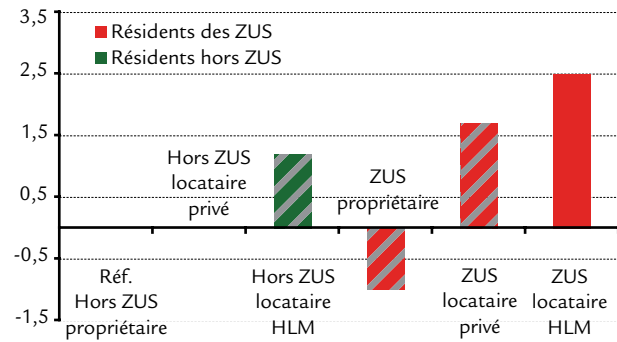 3,5
2,5
1,5
0,5
-0,5
-1,5
Résidents des ZUS
Résidents hors ZUS
Hors ZUS
locataire
privé
ZUS
propriétaire
Réf.
Hors ZUS
propriétaire
Hors ZUS
locataire
HLM
ZUS
locataire
privé
ZUS
locataire
HLM